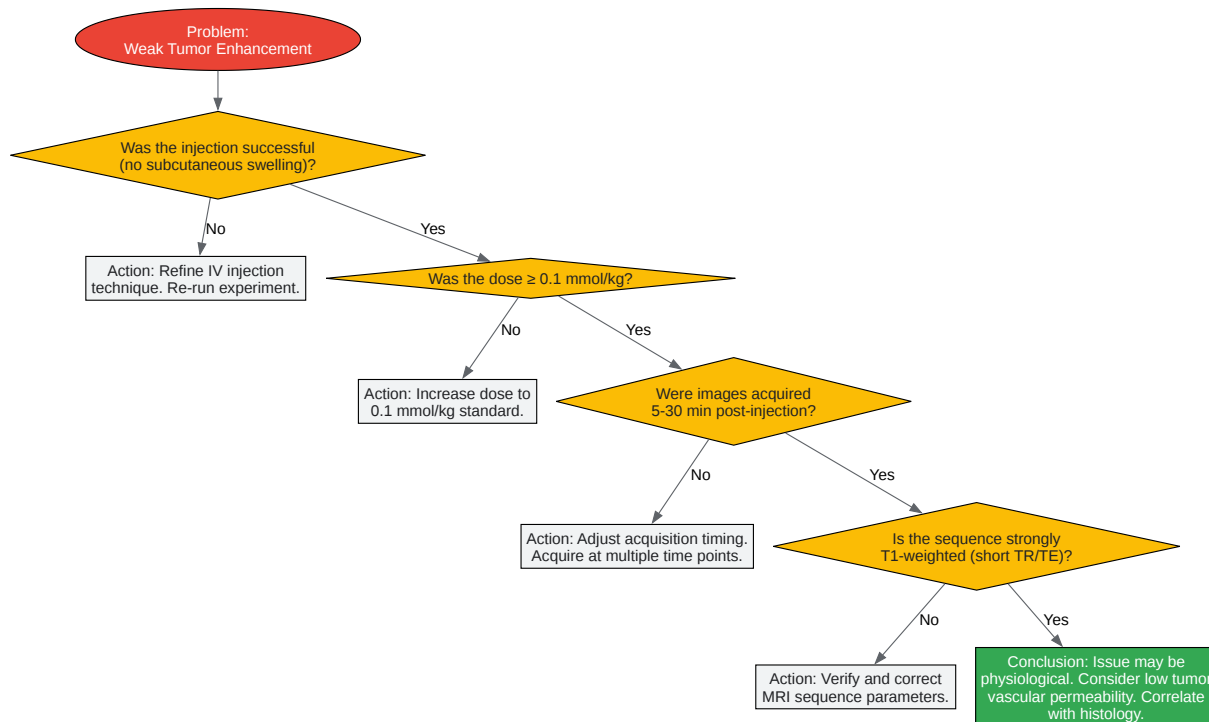 Problem:
Weak Tumor Enhancement
Was the injection successful
(no subcutaneous swelling)?
No
Yes
Action: Refine IV injection
technique. Re-run experiment.
Was the dose ≥ 0.1 mmol/kg?
No
Yes
Action: Increase dose to
0.1 mmol/kg standard.
Were images acquired
5-30 min post-injection?
No
Yes
Action: Adjust acquisition timing.
Acquire at multiple time points.
Is the sequence strongly
T1-weighted (short TR/TE)?
No
Yes
Action: Verify and correct
MRI sequence parameters.
Conclusion: Issue may be
physiological. Consider low tumor
vascular permeability. Correlate
with histology.